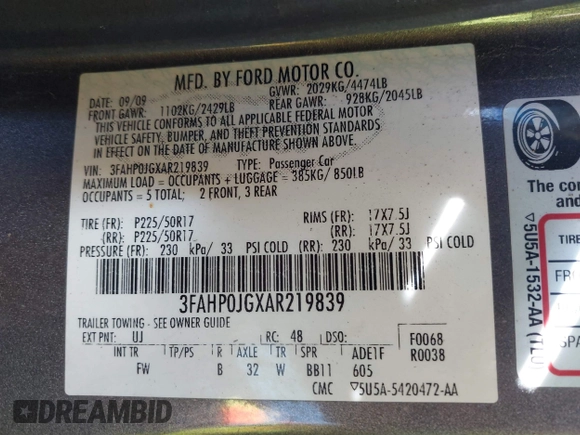 MFD. BY FORD MOTOR CO.
DATE: 09/09 GVWR: 2029KG/4474LB
FRONT GAWR: 1102KG/2429LB REAR GAWR: 928KG/2045LB
THIS VEHICLE CONFORMS TO ALL APPLICABLE FEDERAL MOTOR
VEHICLE SAFETY, BUMPER, AND THEFT PREVENTION STANDARDS
IN EFFECT ON THE DATE OF MANUFACTURE SHOWN ABOVE.
VIN: 3FAHP0JGXAR219839 TYPE: Passenger Car
MAXIMUM LOAD = OCCUPANTS + LUGGAGE = 385KG/ 850LB
OCCUPANTS = 5 TOTAL: 2 FRONT, 3 REAR
TIRE (FR): P225/50R17 RIMS (FR): 17X7.5J
(RR): P225/50R17 (RR): 17X7.5J
PRESSURE (FR): 230 kPa/ 33 PSI COLD (RR): 230 kPa/ 33 PSI COLD
3FAHP0JGXAR219839
TRAILER TOWING - SEE OWNER GUIDE
EXT PNT: UJ RC: 48 DSO: F0068
INT TR TP/PS R AXLE TR SPR ADE1F R0038
FW B 32 W BB11 605
CMC ▽5U5A-5420472-AA
The con
and
▽5U5A-1532-AA (TL0)
TIRE
FR
SPA
DREAMBID